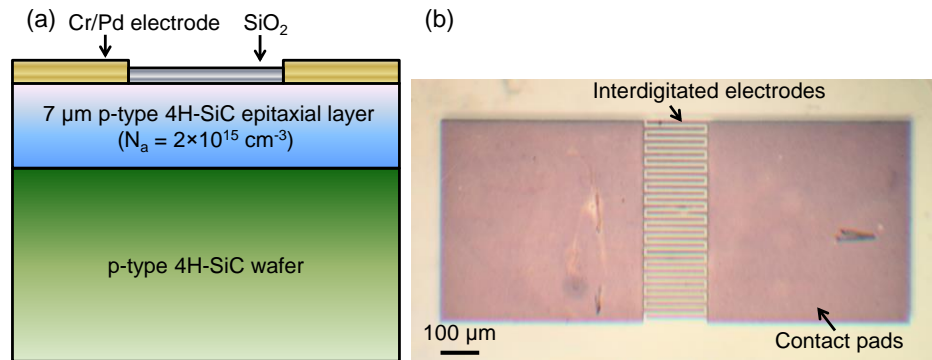 (a)
Cr/Pd electrode
SiO2
7 µm p-type 4H-SiC epitaxial layer
(Na = 2×10^15 cm^-3)
p-type 4H-SiC wafer
(b)
Interdigitated electrodes
100 µm
Contact pads